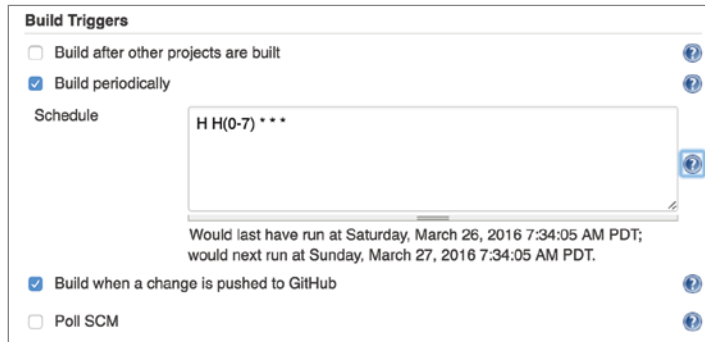 Build Triggers
Build after other projects are built
Build periodically
Schedule
H H(0-7) * * *
Would last have run at Saturday, March 26, 2016 7:34:05 AM PDT;
would next run at Sunday, March 27, 2016 7:34:05 AM PDT.
Build when a change is pushed to GitHub
Poll SCM